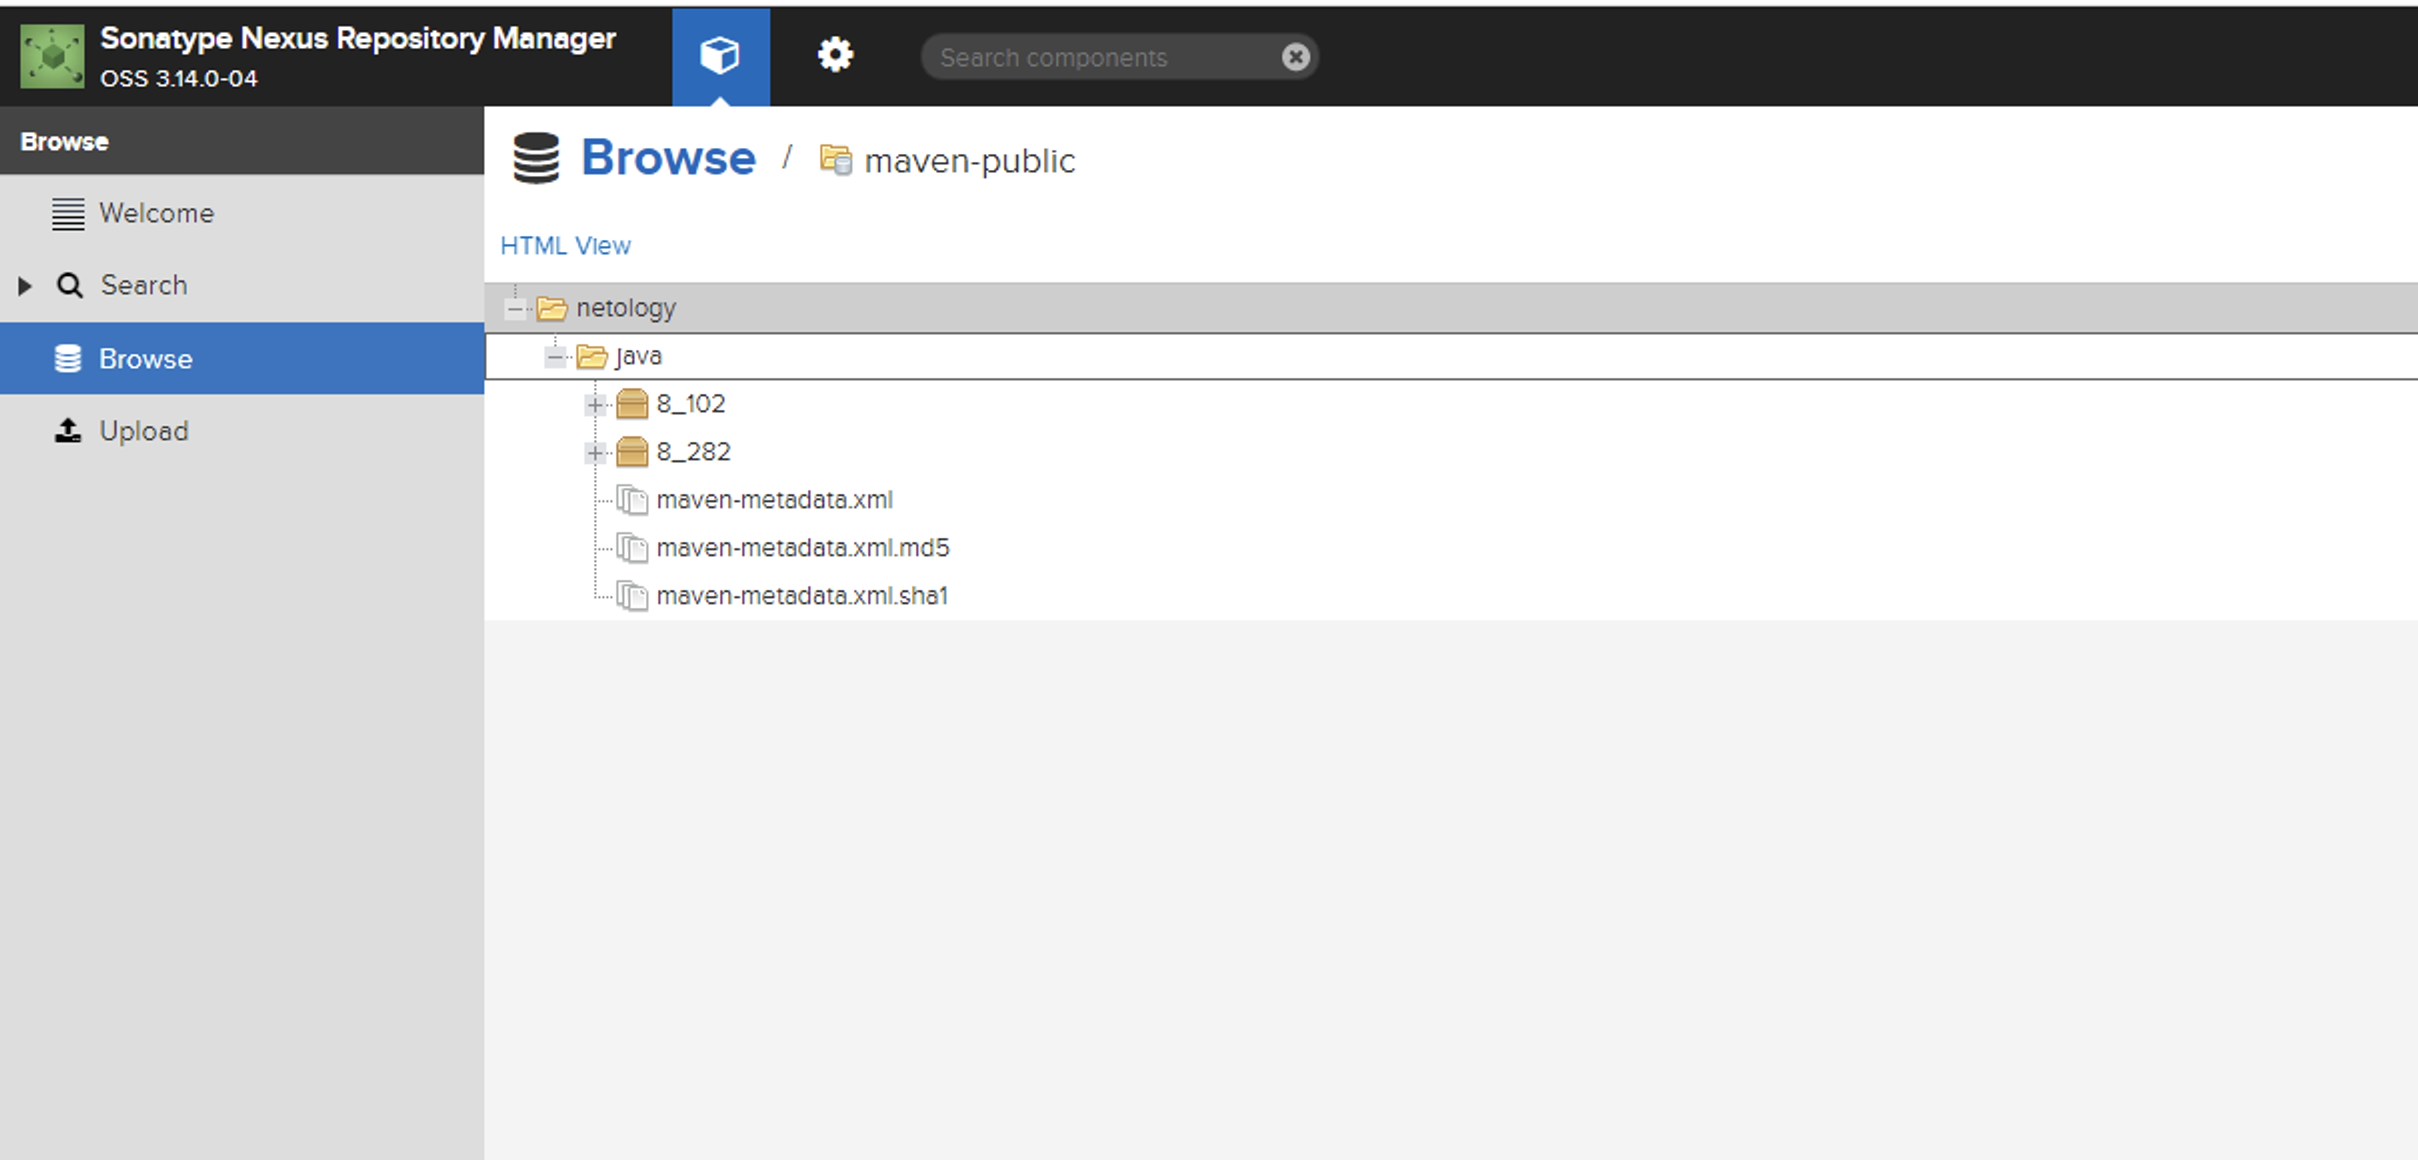 Sonatype Nexus Repository Manager
OSS 3.14.0-04
Search components
Browse
Welcome
Search
Browse
Upload
Browse / maven-public
HTML View
netology
java
8_102
8_282
maven-metadata.xml
maven-metadata.xml.md5
maven-metadata.xml.sha1